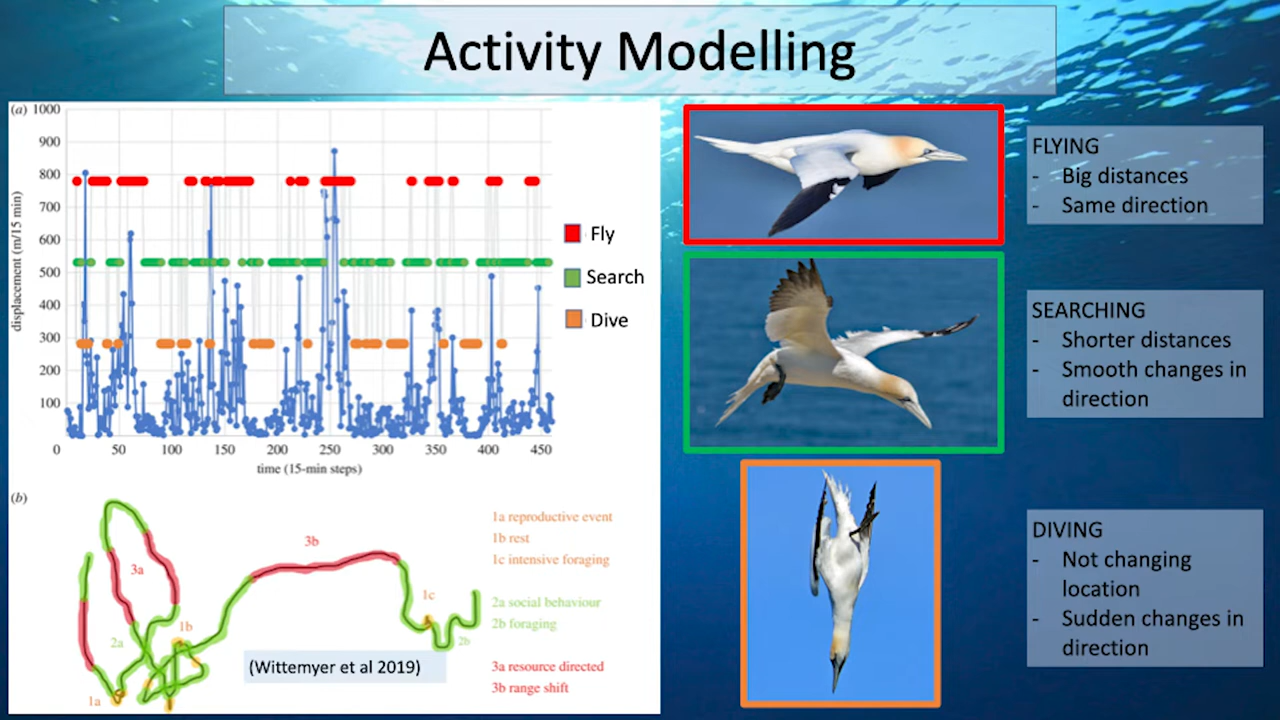 Activity Modelling
(a)
1000
900
800
700
600
500
400
300
200
100
displacement (m/15 min)
0
50
100
150
200
250
300
350
400
450
time (15-min steps)
Fly
Search
Dive
(b)
3a
3b
2a
1b
1a
1c
2b
1a reproductive event
1b rest
1c intensive foraging
2a social behaviour
2b foraging
3a resource directed
3b range shift
(Wittemyer et al 2019)
FLYING
- Big distances
- Same direction
SEARCHING
- Shorter distances
- Smooth changes in
direction
DIVING
- Not changing
location
- Sudden changes in
direction